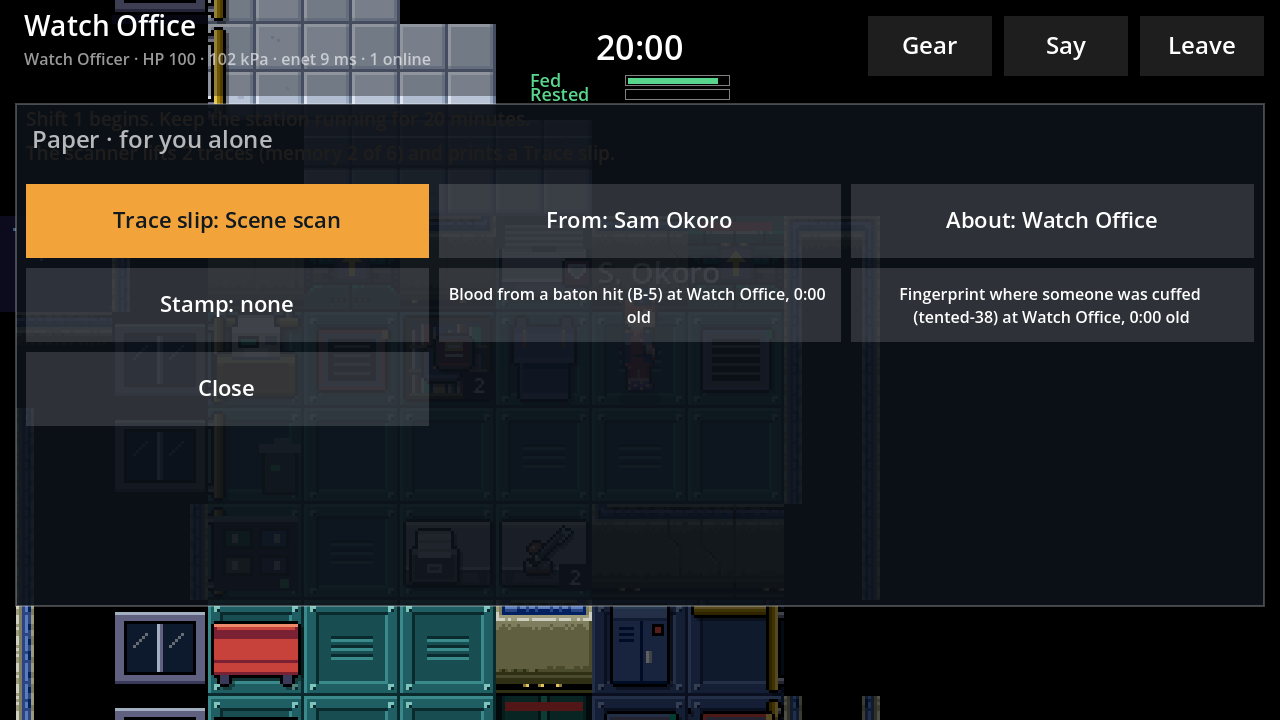 Watch Office
Watch Officer · HP 100 · 102 kPa · enet 9 ms · 1 online
20:00
Fed
Rested
Gear
Say
Leave
Shift 1 begins. Keep the station running for 20 minutes.
Paper · for you alone
The scanner lifts 2 traces (memory 2 of 6) and prints a Trace slip.
Trace slip: Scene scan
From: Sam Okoro
About: Watch Office
S. Okoro
Stamp: none
Blood from a baton hit (B-5) at Watch Office, 0:00
old
Fingerprint where someone was cuffed
(tented-38) at Watch Office, 0:00 old
Close
2
2